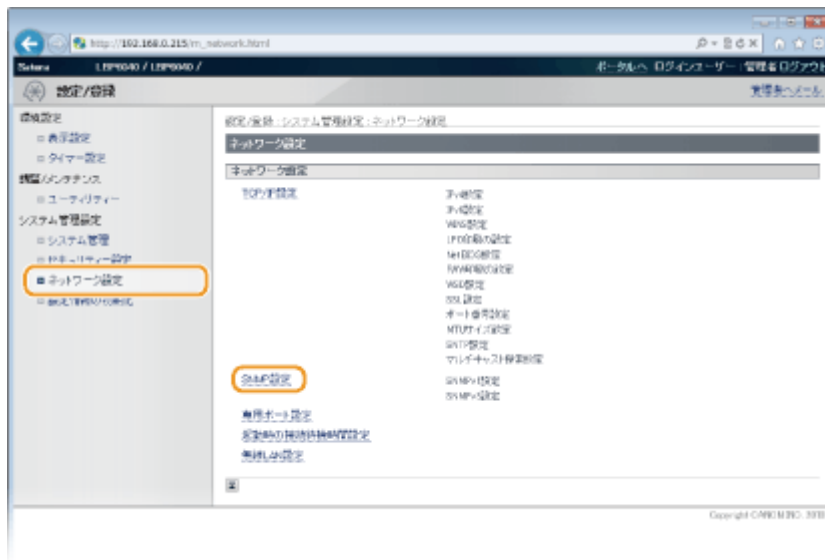 http://192.168.0.215/m_network.html
Satera LBP6040 / LBP6040 /
ポータルへ ログインユーザー: 管理者 ログアウト
設定/登録
管理者へメール
環境設定
表示設定
タイマー設定
調整/メンテナンス
ユーティリティー
システム管理設定
システム管理
セキュリティー設定
ネットワーク設定
設定/登録 : システム管理設定 : ネットワーク設定
ネットワーク設定
ネットワーク設定
TCP/IP設定
IPv4設定
IPv6設定
WINS設定
LPD印刷の設定
RAW印刷の設定
WSD設定
SSL設定
ポート番号設定
MTUサイズ設定
SNTP設定
マルチキャスト探索設定
SNMP設定
SNMPv1設定
SNMPv3設定
専用ポート設定
起動時の接続待機時間設定
無線LAN設定
Copyright CANON INC. 2013